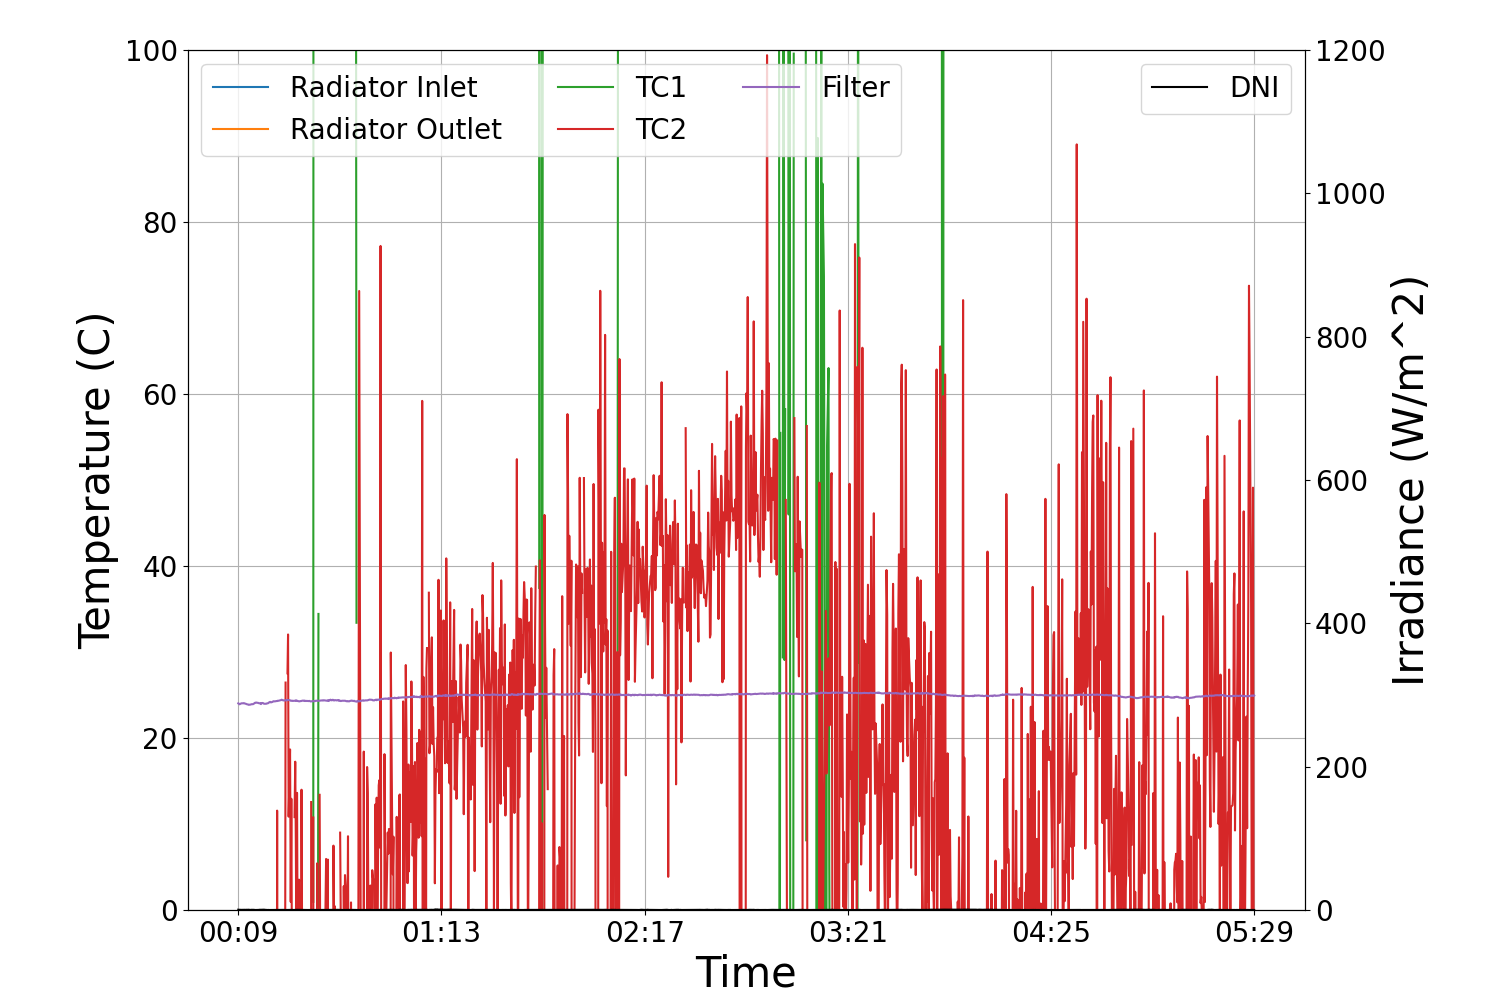 100
80
60
40
20
0
Temperature (C)
Radiator Inlet
Radiator Outlet
TC1
TC2
Filter
DNI
1200
1000
800
600
400
200
0
Irradiance (W/m^2)
00:09 01:13 02:17 03:21 04:25 05:29
Time